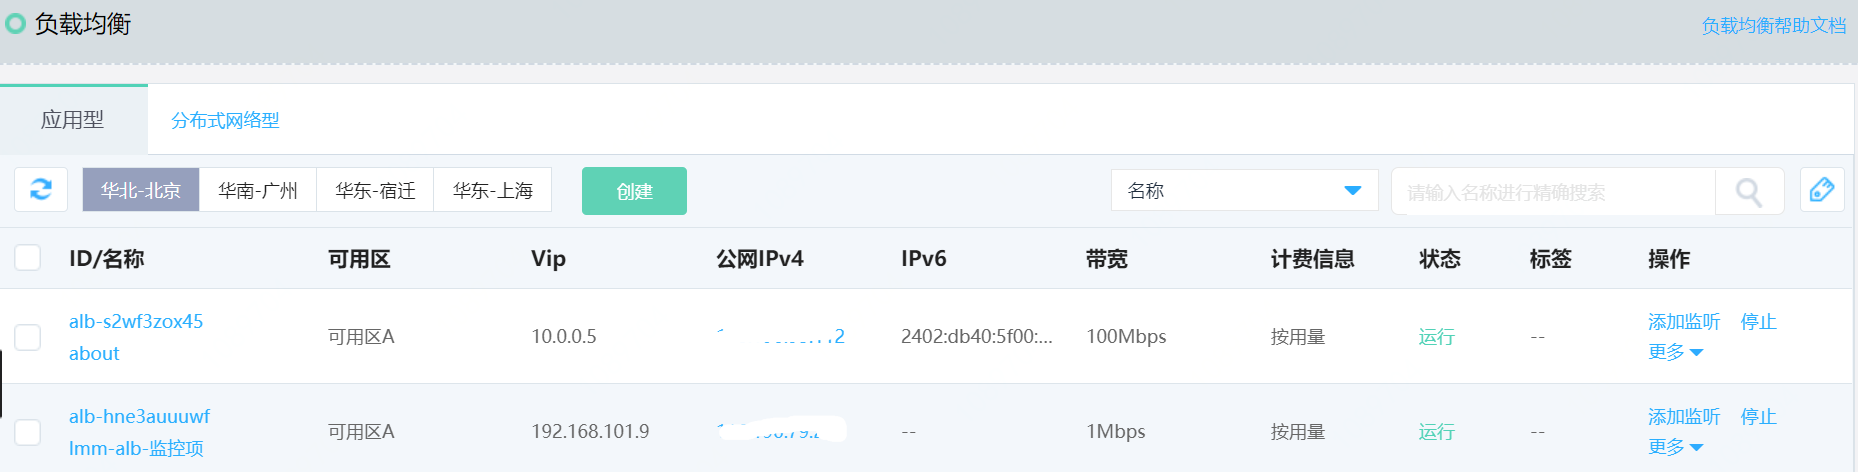 负载均衡
负载均衡帮助文档
应用型
分布式网络型
华北-北京 华南-广州 华东-宿迁 华东-上海 创建 名称 请输入名称进行精确搜索
ID/名称 可用区 Vip 公网IPv4 IPv6 带宽 计费信息 状态 标签 操作
alb-s2wf3zox45 添加监听 停止
可用区A 10.0.0.5 2402:db40:5f00:... 100Mbps 按用量 运行 --
about 更多
alb-hne3auuuwf 添加监听 停止
可用区A 192.168.101.9 -- 1Mbps 按用量 运行 --
lmm-alb-监控项 更多